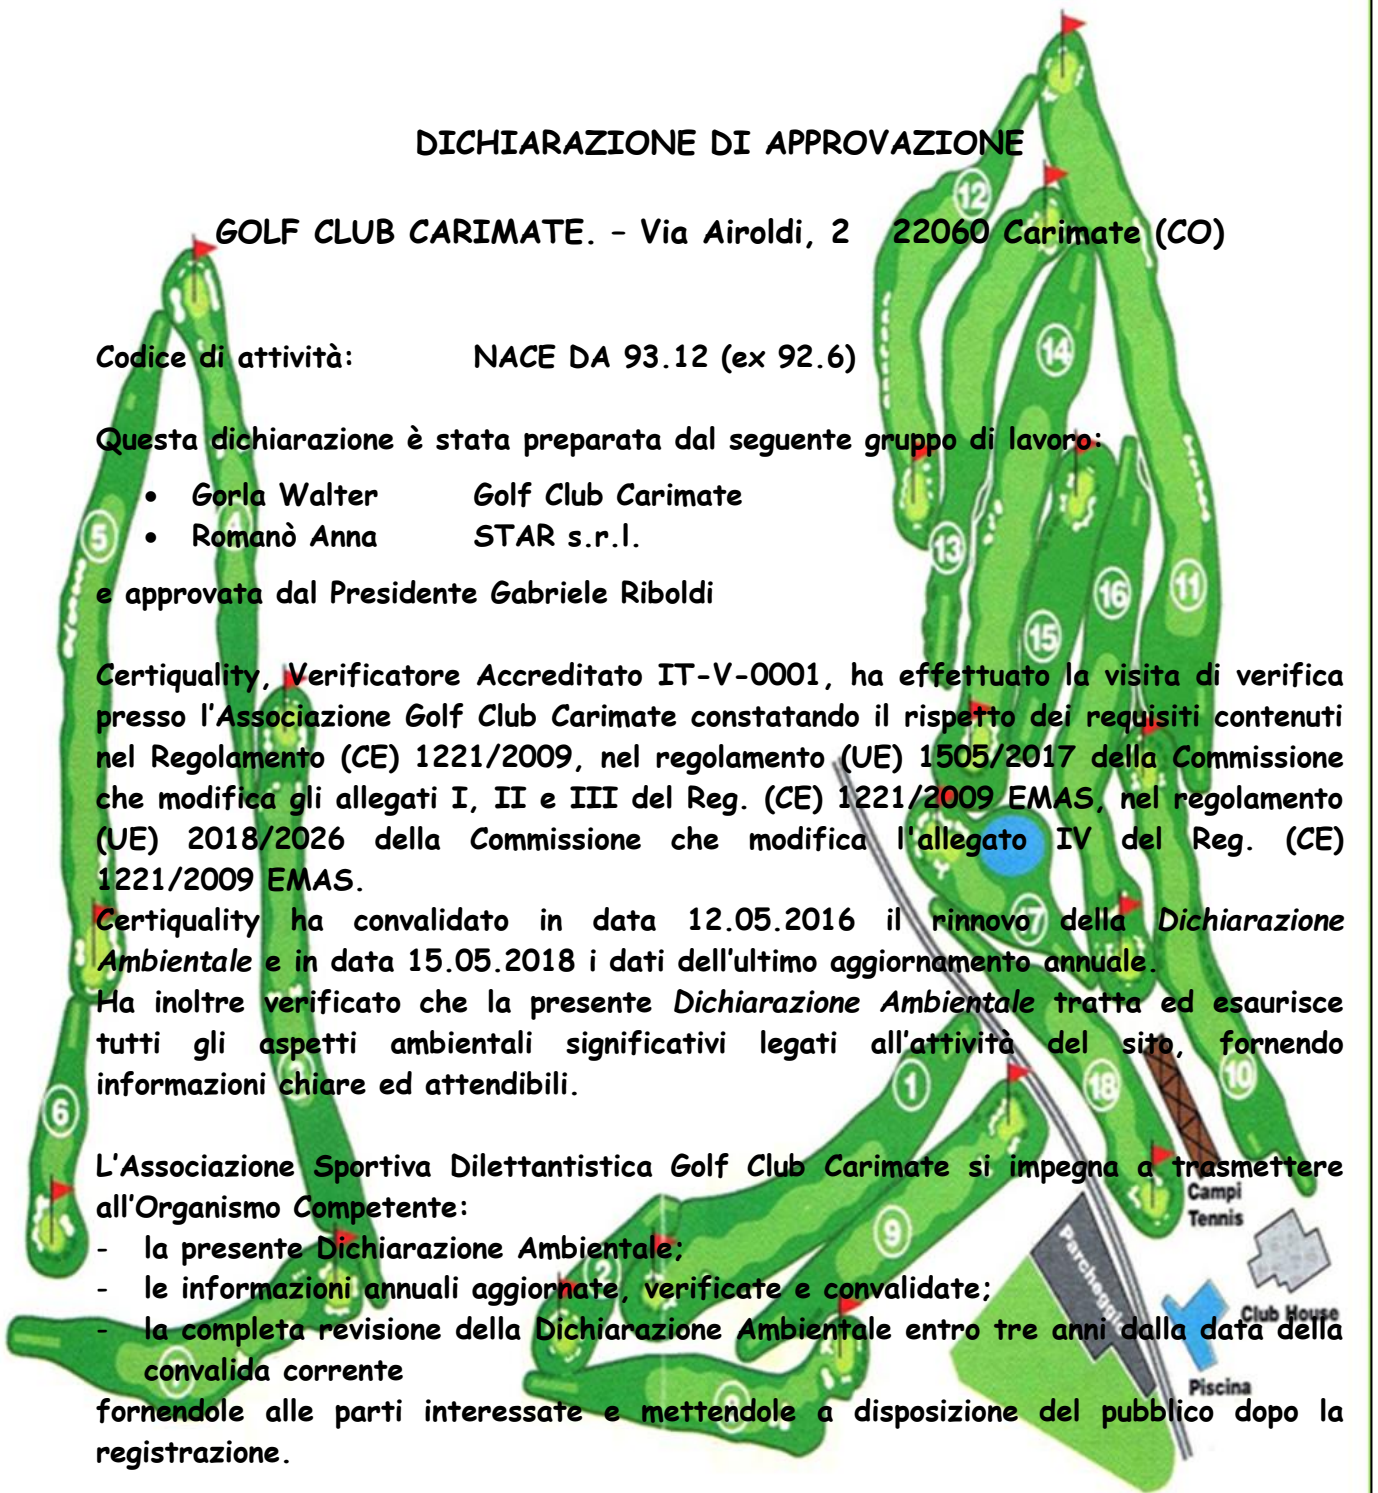 DICHIARAZIONE DI APPROVAZIONE
GOLF CLUB CARIMATE. – Via Airoldi, 2 22060 Carimate (CO)
Codice di attività: NACE DA 93.12 (ex 92.6)
Questa dichiarazione è stata preparata dal seguente gruppo di lavoro:
• Gorla Walter Golf Club Carimate
• Romanò Anna STAR s.r.l.
e approvata dal Presidente Gabriele Riboldi
Certiquality, Verificatore Accreditato IT-V-0001, ha effettuato la visita di verifica
presso l'Associazione Golf Club Carimate constatando il rispetto dei requisiti contenuti
nel Regolamento (CE) 1221/2009, nel regolamento (UE) 1505/2017 della Commissione
che modifica gli allegati I, II e III del Reg. (CE) 1221/2009 EMAS, nel regolamento
(UE) 2018/2026 della Commissione che modifica l'allegato IV del Reg. (CE)
1221/2009 EMAS.
Certiquality ha convalidato in data 12.05.2016 il rinnovo della Dichiarazione
Ambientale e in data 15.05.2018 i dati dell'ultimo aggiornamento annuale.
Ha inoltre verificato che la presente Dichiarazione Ambientale tratta ed esaurisce
tutti gli aspetti ambientali significativi legati all'attività del sito, fornendo
informazioni chiare ed attendibili.
L'Associazione Sportiva Dilettantistica Golf Club Carimate si impegna a trasmettere
all'Organismo Competente:
- la presente Dichiarazione Ambientale;
- le informazioni annuali aggiornate, verificate e convalidate;
- la completa revisione della Dichiarazione Ambientale entro tre anni dalla data della
convalida corrente
fornendole alle parti interessate e mettendole a disposizione del pubblico dopo la
registrazione.
12
14
5
4
13
16
11
15
17
1
18
10
6
3
9
2
7
8
Campi
Tennis
Parcheggio
Club House
Piscina